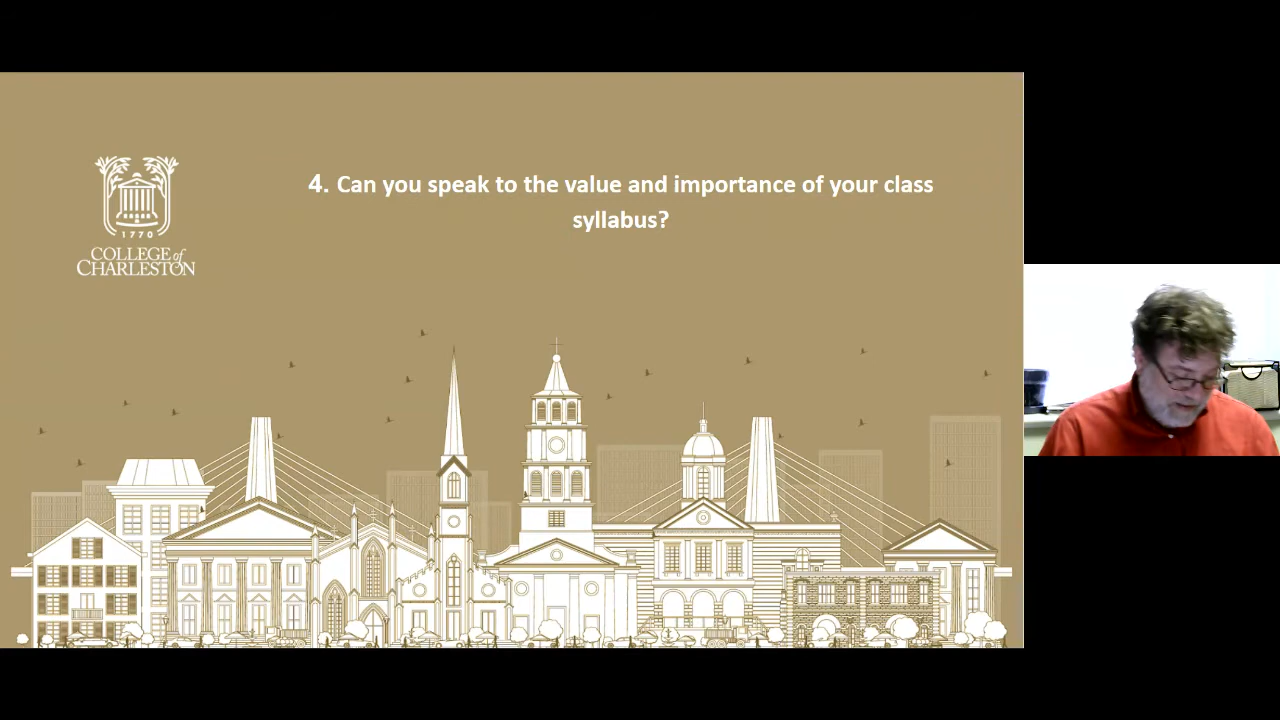 4. Can you speak to the value and importance of your class
syllabus?
1770
COLLEGE of
CHARLESTON